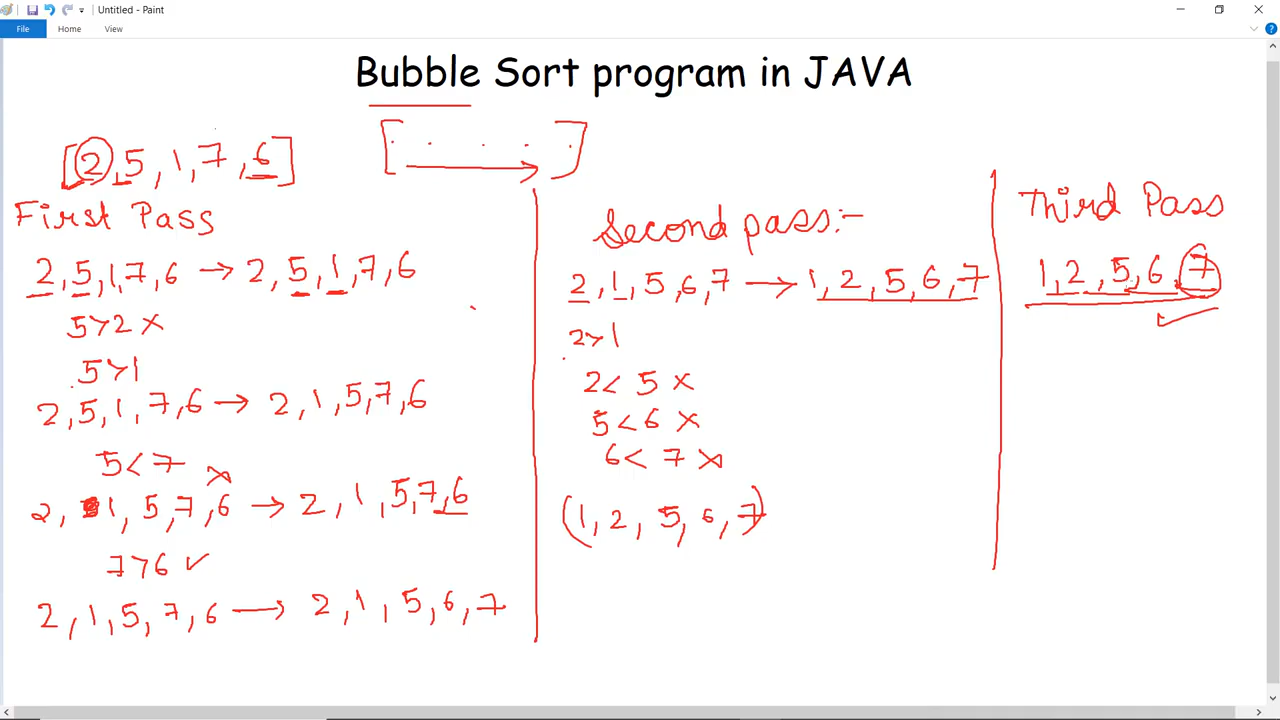 Untitled - Paint
File Home View
Bubble Sort program in JAVA
[2,5,1,7,6]
[. . . . .]
First Pass
2,5,1,7,6 → 2,5,1,7,6
5>2 x
5>1
2,5,1,7,6 → 2,1,5,7,6
5<7 x
2, 1, 5, 7, 6 → 2, 1, 5,7,6
7>6 ✓
2,1,5,7,6 → 2,1,5,6,7
Second pass:-
2,1,5,6,7 → 1,2,5,6,7
2>1
2< 5 x
5<6 x
6< 7 x
(1,2, 5,6,7)
Third Pass
1,2,5,6,7
✓